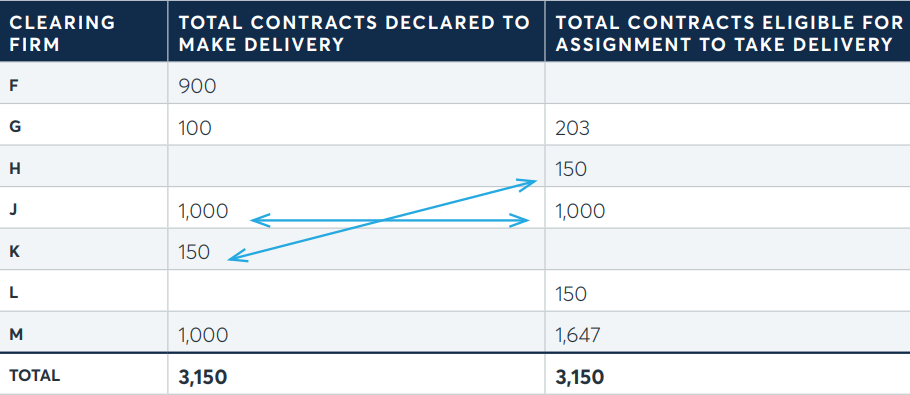 CLEARING FIRM TOTAL CONTRACTS DECLARED TO MAKE DELIVERY TOTAL CONTRACTS ELIGIBLE FOR ASSIGNMENT TO TAKE DELIVERY
F 900
G 100 203
H 150
J 1,000 1,000
K 150
L 150
M 1,000 1,647
TOTAL 3,150 3,150